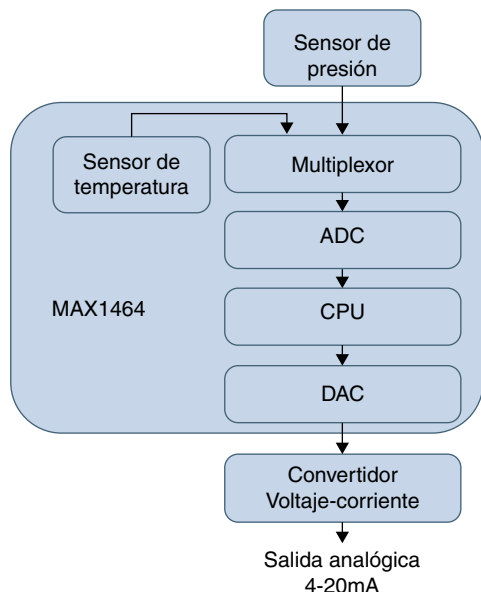 Sensor de
presión
Sensor de
temperatura
Multiplexor
ADC
MAX1464
CPU
DAC
Convertidor
Voltaje-corriente
Salida analógica
4-20mA